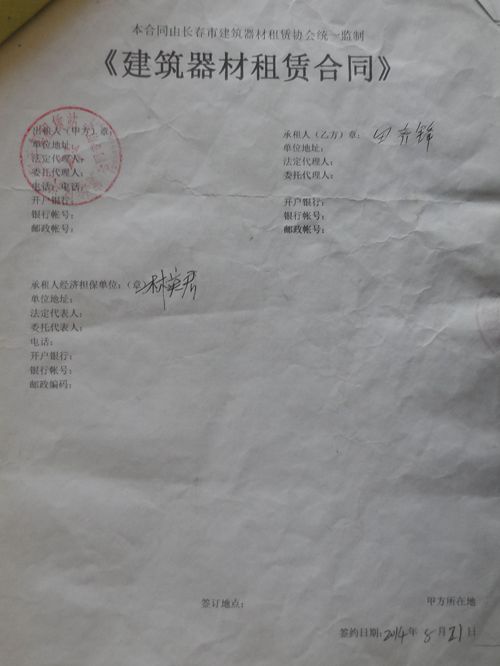 本合同由长春市建筑器材租赁协会统一监制
《建筑器材租赁合同》
出租人（甲方）章：
单位地址：
法定代理人：
委托代理人：
电话：电话：
开户银行：
银行帐号：
邮政帐号：
承租人（乙方）章：
单位地址：
法定代理人：
委托代理人：
开户银行：
银行帐号：
邮政帐号：
承租人经济担保单位：（章）林英君
单位地址：
法定代表人：
委托代表人：
电话：
开户银行：
银行帐号：
邮政编码：
签订地点：
甲方所在地
签约日期：2014年 8 月 21 日